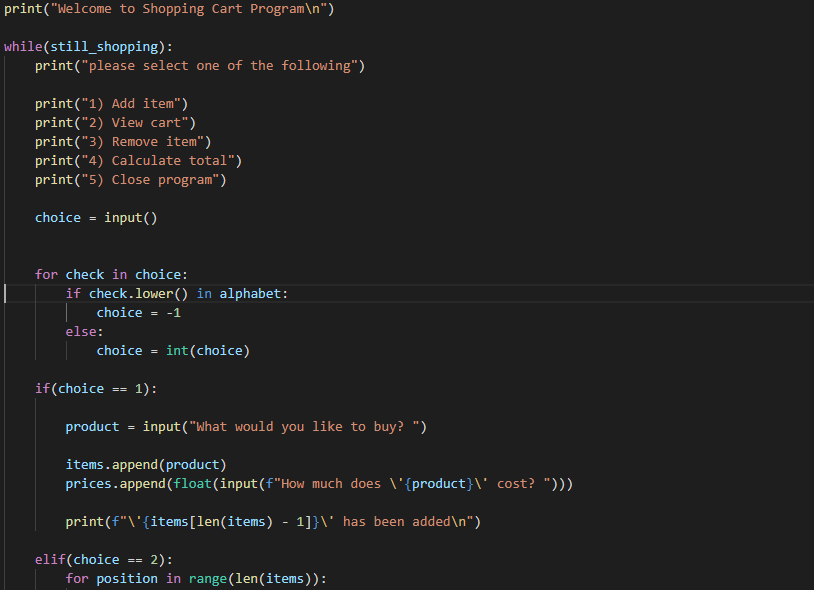 print("Welcome to Shopping Cart Program\n")
while(still_shopping):
    print("please select one of the following")
    print("1) Add item")
    print("2) View cart")
    print("3) Remove item")
    print("4) Calculate total")
    print("5) Close program")
    choice = input()
    for check in choice:
        if check.lower() in alphabet:
            choice = -1
        else:
            choice = int(choice)
    if(choice == 1):
        product = input("What would you like to buy? ")
        items.append(product)
        prices.append(float(input(f"How much does \'{product}\' cost? ")))
        print(f"\'{items[len(items) - 1]}\' has been added\n")
    elif(choice == 2):
        for position in range(len(items)):